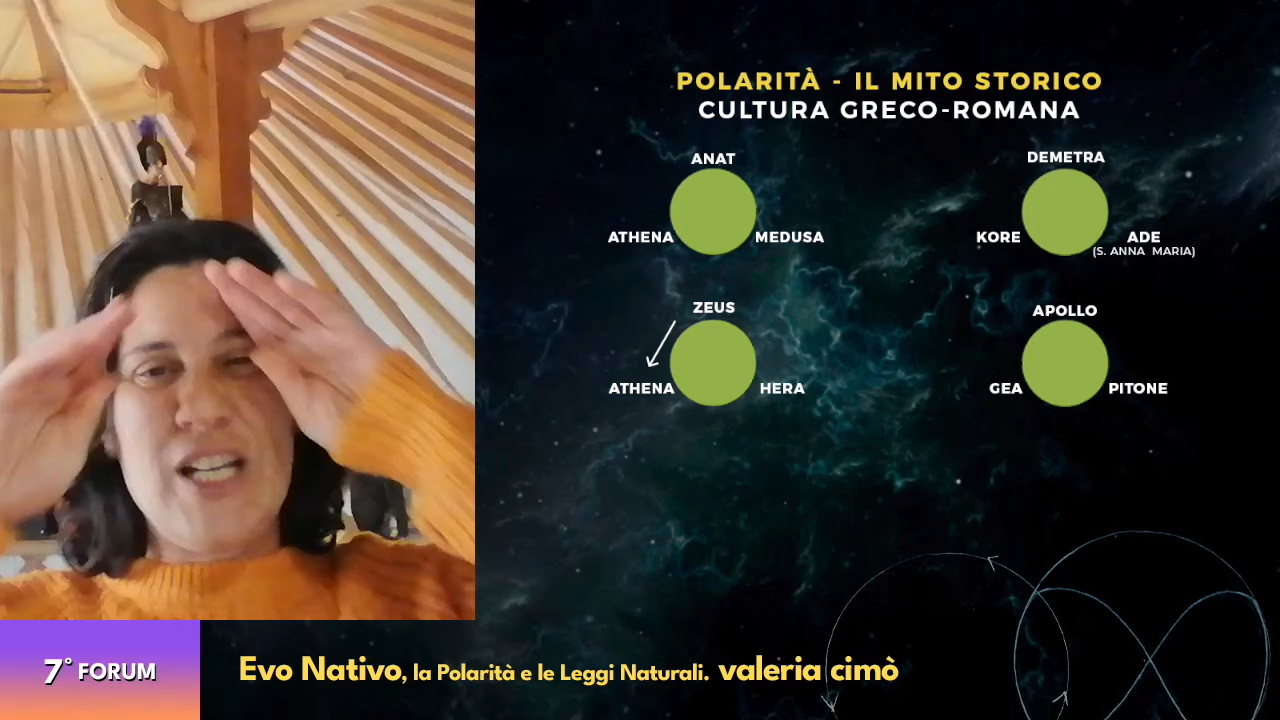 POLARITÀ - IL MITO STORICO
CULTURA GRECO-ROMANA
ANAT
ATHENA
MEDUSA
DEMETRA
KORE
ADE
(S. ANNA MARIA)
ZEUS
ATHENA
HERA
APOLLO
GEA
PITONE
7° FORUM
Evo Nativo, la Polarità e le Leggi Naturali. valeria cimò